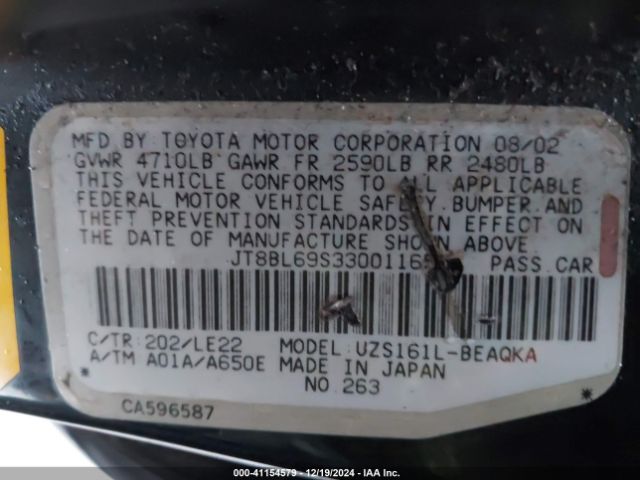 MFD BY TOYOTA MOTOR CORPORATION 08/02
GVWR 4710LB GAWR FR 2590LB RR 2480LB
THIS VEHICLE CONFORMS TO ALL APPLICABLE
FEDERAL MOTOR VEHICLE SAFETY, BUMPER AND
THEFT PREVENTION STANDARDS IN EFFECT ON
THE DATE OF MANUFACTURE SHOWN ABOVE.
PASS.CAR
C/TR:202/LE22 MODEL:UZS161L-BEAQKA
A/TM A01A/A650E MADE IN JAPAN
NO 263
CA596587
000-41154579 - 12/19/2024 - IAA Inc.